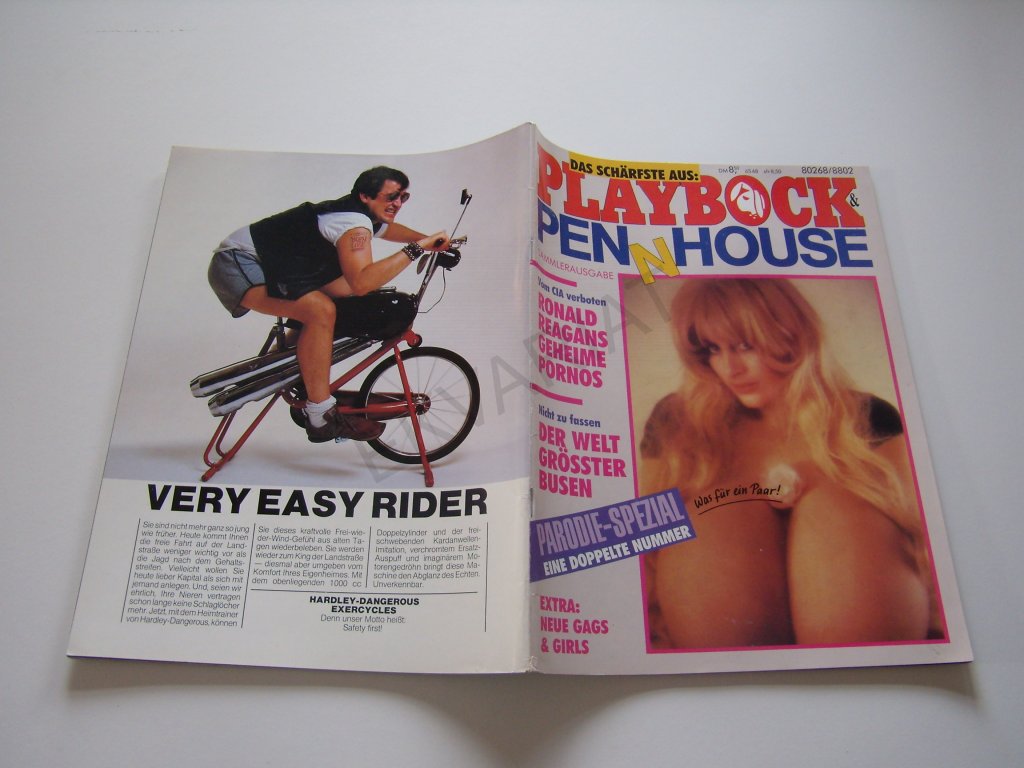 VERY EASY RIDER
Sie sind nicht mehr ganz so jung
wie früher. Heute kommt Ihnen
die freie Fahrt auf der Land-
straße weniger wichtig vor als
die Jagd nach dem Gehalts-
streifen. Vielleicht wollen Sie
heute lieber Kapital als sich mit
jemand anlegen. Und, seien wir
ehrlich, Ihre Nieren vertragen
schon lange keine Schlaglöcher
mehr. Jetzt, mit dem Heimtrainer
von Hardley-Dangerous, können
Sie dieses kraftvolle Frei-wie-
der-Wind-Gefühl aus alten Ta-
gen wiederbeleben. Sie werden
wieder zum King der Landstraße
— diesmal aber umgeben vom
Komfort Ihres Eigenheimes. Mit
dem obenliegenden 1000 cc
Doppelzylinder und der frei-
schwebenden Kardanwellen-
imitation, verchromtem Ersatz-
Auspuff und imaginärem Mo-
torengedröhn bringt diese Ma-
schine den Abglanz des Echten.
Unverkennbar.
HARDLEY-DANGEROUS
EXERCYCLES
Denn unser Motto heißt:
Safety first!
DAS SCHÄRFSTE AUS:
80268/8802
PLAYBOCK
&
PENNHOUSE
SAMMLERAUSGABE
Vom CIA verboten
RONALD
REAGANS
GEHEIME
PORNOS
Nicht zu fassen
DER WELT
GRÖSSTER
BUSEN
Was für ein Paar!
PARODIE-SPEZIAL
EINE DOPPELTE NUMMER
EXTRA:
NEUE GAGS
& GIRLS